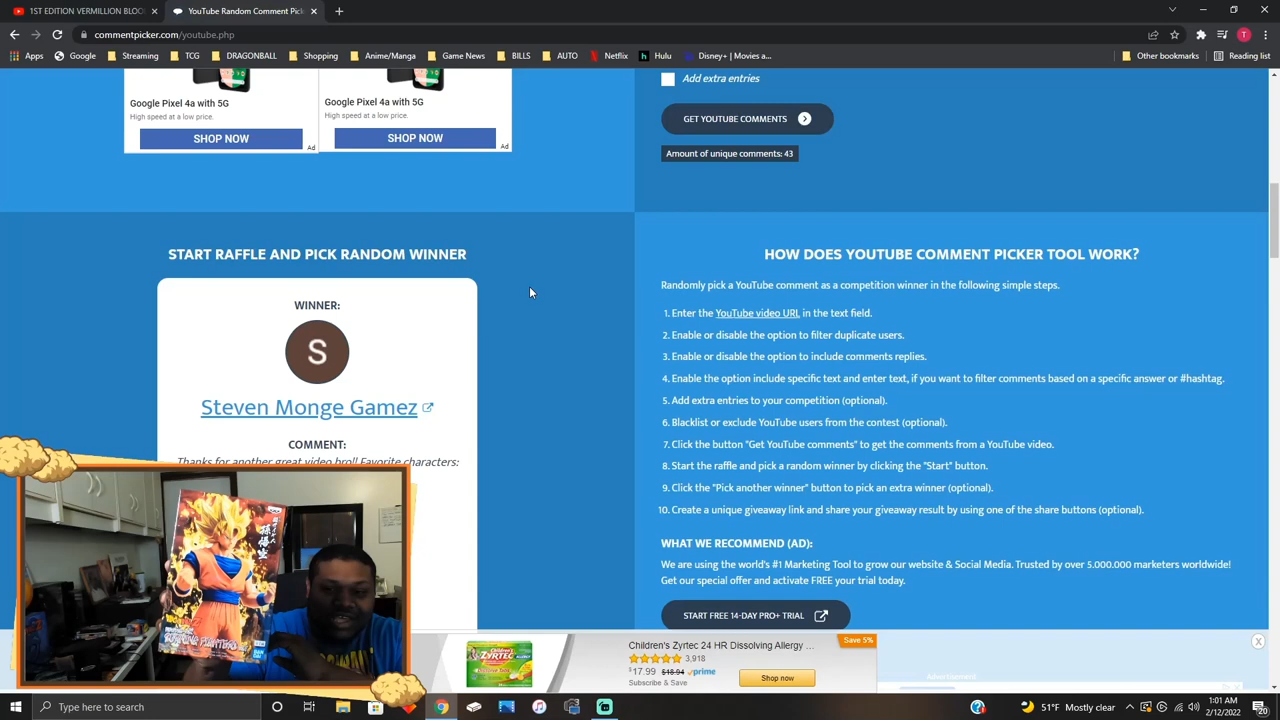 1ST EDITION VERMILLION BLOO
YouTube Random Comment Pick
commentpicker.com/youtube.php
Apps
Google
Streaming
TCG
DRAGONBALL
Shopping
Anime/Manga
Game News
BILLS
AUTO
Netflix
Hulu
Disney+ | Movies a...
Other bookmarks
Reading list
Google Pixel 4a with 5G
High speed at a low price.
SHOP NOW
Ad
Google Pixel 4a with 5G
High speed at a low price.
SHOP NOW
Ad
Add extra entries
GET YOUTUBE COMMENTS
Amount of unique comments: 43
START RAFFLE AND PICK RANDOM WINNER
WINNER:
S
Steven Monge Gamez
COMMENT:
Thanks for another great video bro!! Favorite characters:
HOW DOES YOUTUBE COMMENT PICKER TOOL WORK?
Randomly pick a YouTube comment as a competition winner in the following simple steps.
1. Enter the YouTube video URL in the text field.
2. Enable or disable the option to filter duplicate users.
3. Enable or disable the option to include comments replies.
4. Enable the option include specific text and enter text, if you want to filter comments based on a specific answer or #hashtag.
5. Add extra entries to your competition (optional).
6. Blacklist or exclude YouTube users from the contest (optional).
7. Click the button "Get YouTube comments" to get the comments from a YouTube video.
8. Start the raffle and pick a random winner by clicking the "Start" button.
9. Click the "Pick another winner" button to pick an extra winner (optional).
10. Create a unique giveaway link and share your giveaway result by using one of the share buttons (optional).
WHAT WE RECOMMEND (AD):
We are using the world's #1 Marketing Tool to grow our website & Social Media. Trusted by over 5.000.000 marketers worldwide!
Get our special offer and activate FREE your trial today.
START FREE 14-DAY PRO+ TRIAL
Children's Zyrtec 24 HR Dissolving Allergy ...
3,918
$17.99 $18.94 prime
Subscribe & Save
Save 5%
Shop now
Advertisement
Type here to search
51°F Mostly clear
1:01 AM
2/12/2022
20